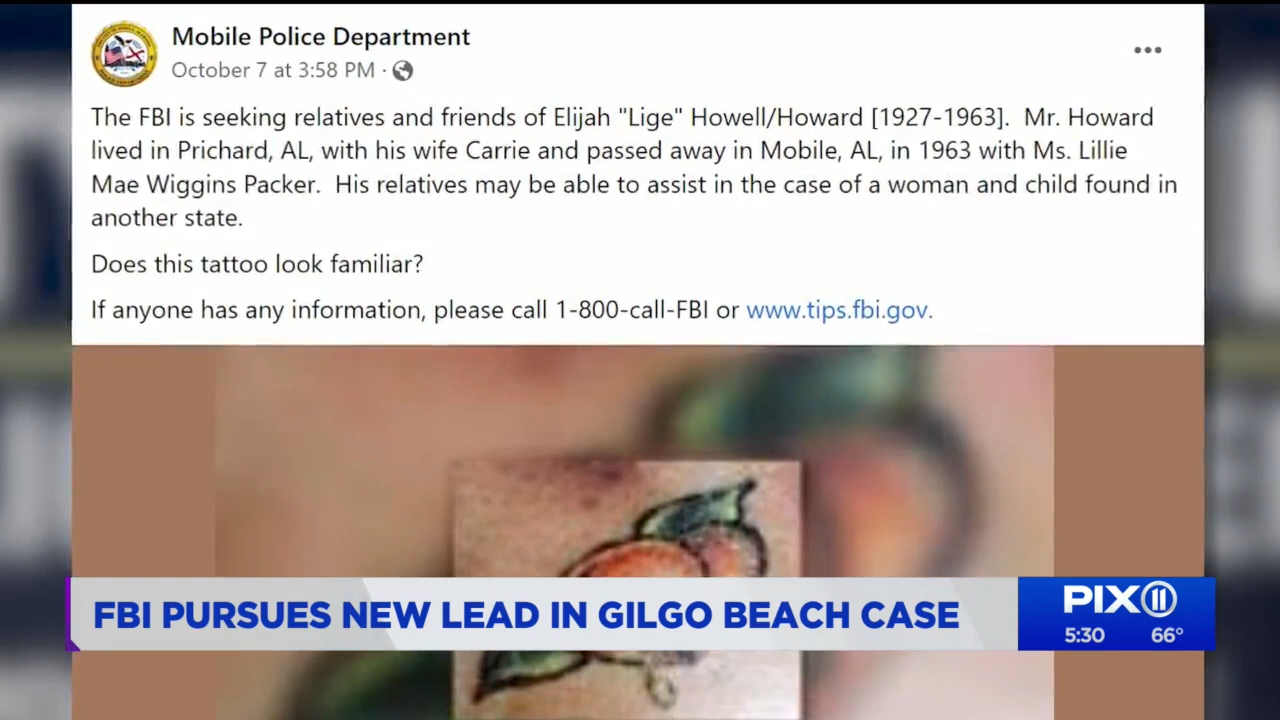 Mobile Police Department
October 7 at 3:58 PM ·
The FBI is seeking relatives and friends of Elijah "Lige" Howell/Howard [1927-1963]. Mr. Howard
lived in Prichard, AL, with his wife Carrie and passed away in Mobile, AL, in 1963 with Ms. Lillie
Mae Wiggins Packer. His relatives may be able to assist in the case of a woman and child found in
another state.
Does this tattoo look familiar?
If anyone has any information, please call 1-800-call-FBI or www.tips.fbi.gov.
FBI PURSUES NEW LEAD IN GILGO BEACH CASE
PIX11
5:30 66°